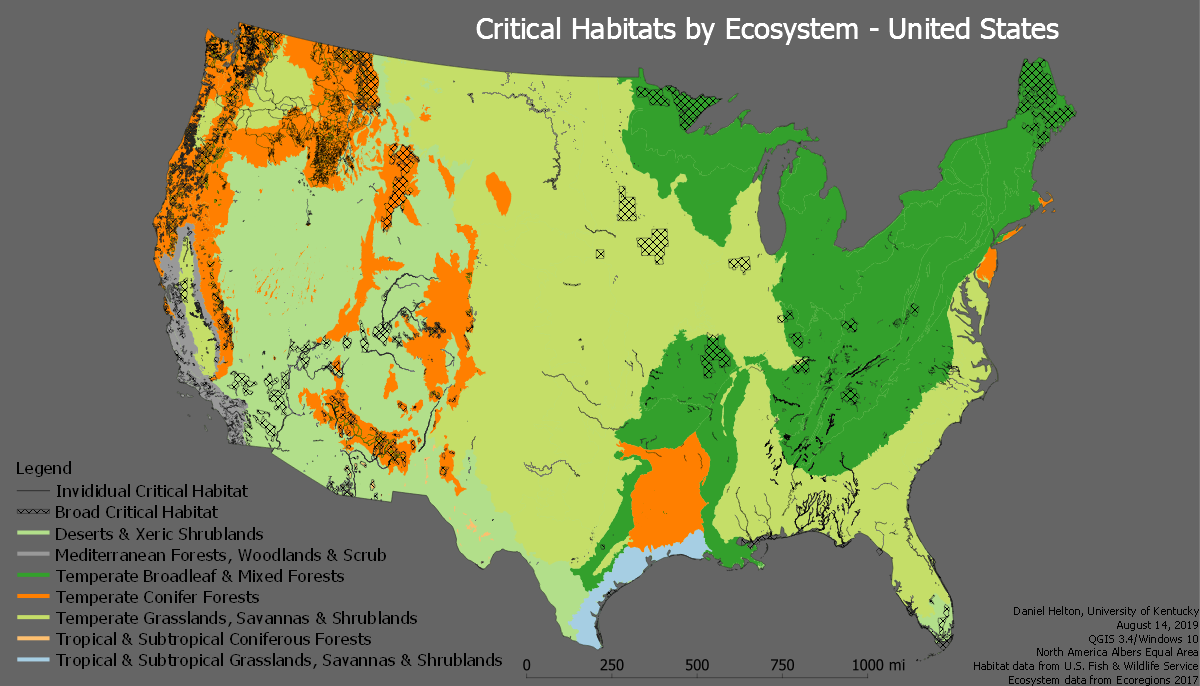 Critical Habitats by Ecosystem - United States
Legend
Invididual Critical Habitat
Broad Critical Habitat
Deserts & Xeric Shrublands
Mediterranean Forests, Woodlands & Scrub
Temperate Broadleaf & Mixed Forests
Temperate Conifer Forests
Temperate Grasslands, Savannas & Shrublands
Tropical & Subtropical Coniferous Forests
Tropical & Subtropical Grasslands, Savannas & Shrublands
0 250 500 750 1000 mi
Daniel Helton, University of Kentucky
August 14, 2019
QGIS 3.4/Windows 10
North America Albers Equal Area
Habitat data from U.S. Fish & Wildlife Service
Ecosystem data from Ecoregions 2017